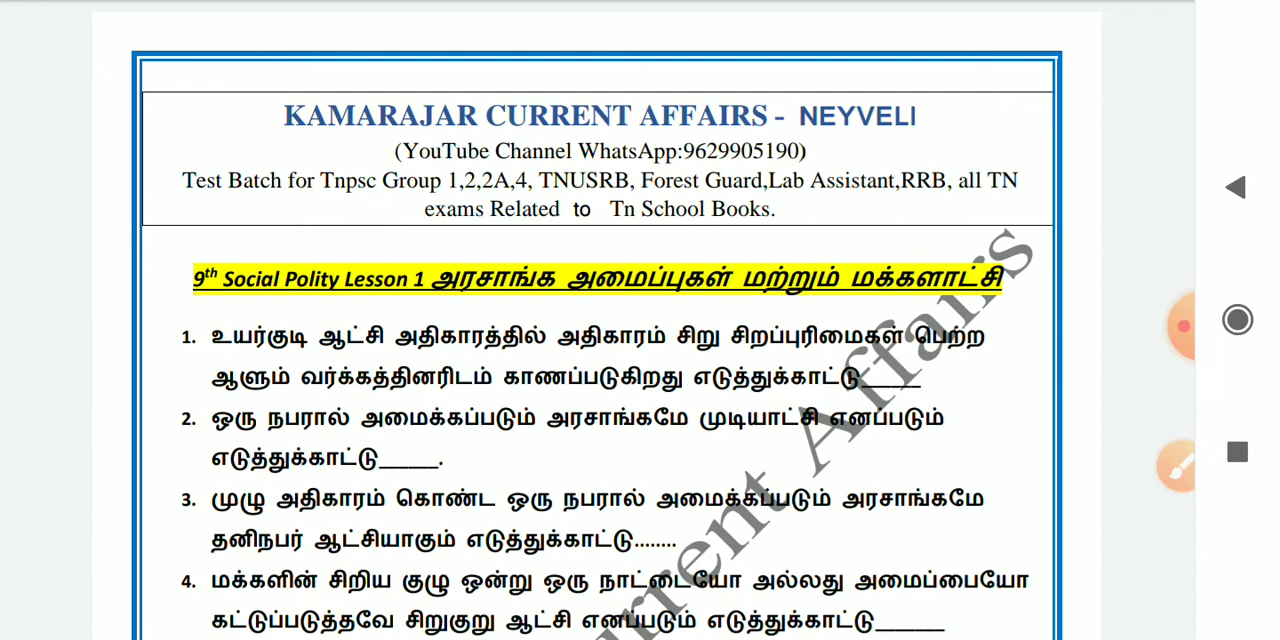 KAMARAJAR CURRENT AFFAIRS - NEYVELI
(YouTube Channel WhatsApp:9629905190)
Test Batch for Tnpsc Group 1,2,2A,4, TNUSRB, Forest Guard,Lab Assistant,RRB, all TN
exams Related to Tn School Books.
9th Social Polity Lesson 1 அரசாங்க அமைப்புகள் மற்றும் மக்களாட்சி
1. உயர்குடி ஆட்சி அதிகாரத்தில் அதிகாரம் சிறு சிறப்புரிமைகள் பெற்ற
ஆளும் வர்க்கத்தினரிடம் காணப்படுகிறது எடுத்துக்காட்டு______
2. ஒரு நபரால் அமைக்கப்படும் அரசாங்கமே முடியாட்சி எனப்படும்
எடுத்துக்காட்டு______.
3. முழு அதிகாரம் கொண்ட ஒரு நபரால் அமைக்கப்படும் அரசாங்கமே
தனிநபர் ஆட்சியாகும் எடுத்துக்காட்டு........
4. மக்களின் சிறிய குழு ஒன்று ஒரு நாட்டையோ அல்லது அமைப்பையோ
கட்டுப்படுத்தவே சிறுகுறு ஆட்சி எனப்படும் எடுத்துக்காட்டு_______
Current Affairs